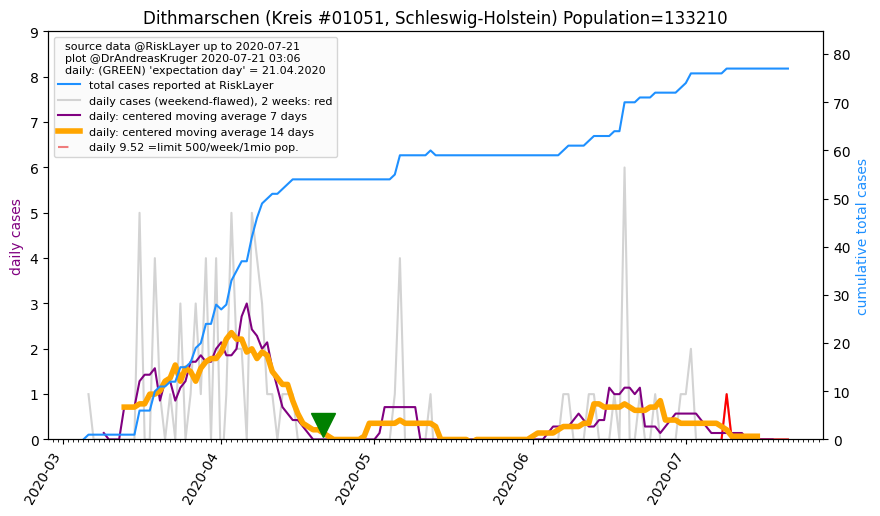 Dithmarschen (Kreis #01051, Schleswig-Holstein) Population=133210
source data @RiskLayer up to 2020-07-21
plot @DrAndreasKruger 2020-07-21 03:06
daily: (GREEN) 'expectation day' = 21.04.2020
total cases reported at RiskLayer
daily cases (weekend-flawed), 2 weeks: red
daily: centered moving average 7 days
daily: centered moving average 14 days
daily 9.52 =limit 500/week/1mio pop.
daily cases
9
8
7
6
5
4
3
2
1
0
cumulative total cases
80
70
60
50
40
30
20
10
0
2020-03
2020-04
2020-05
2020-06
2020-07